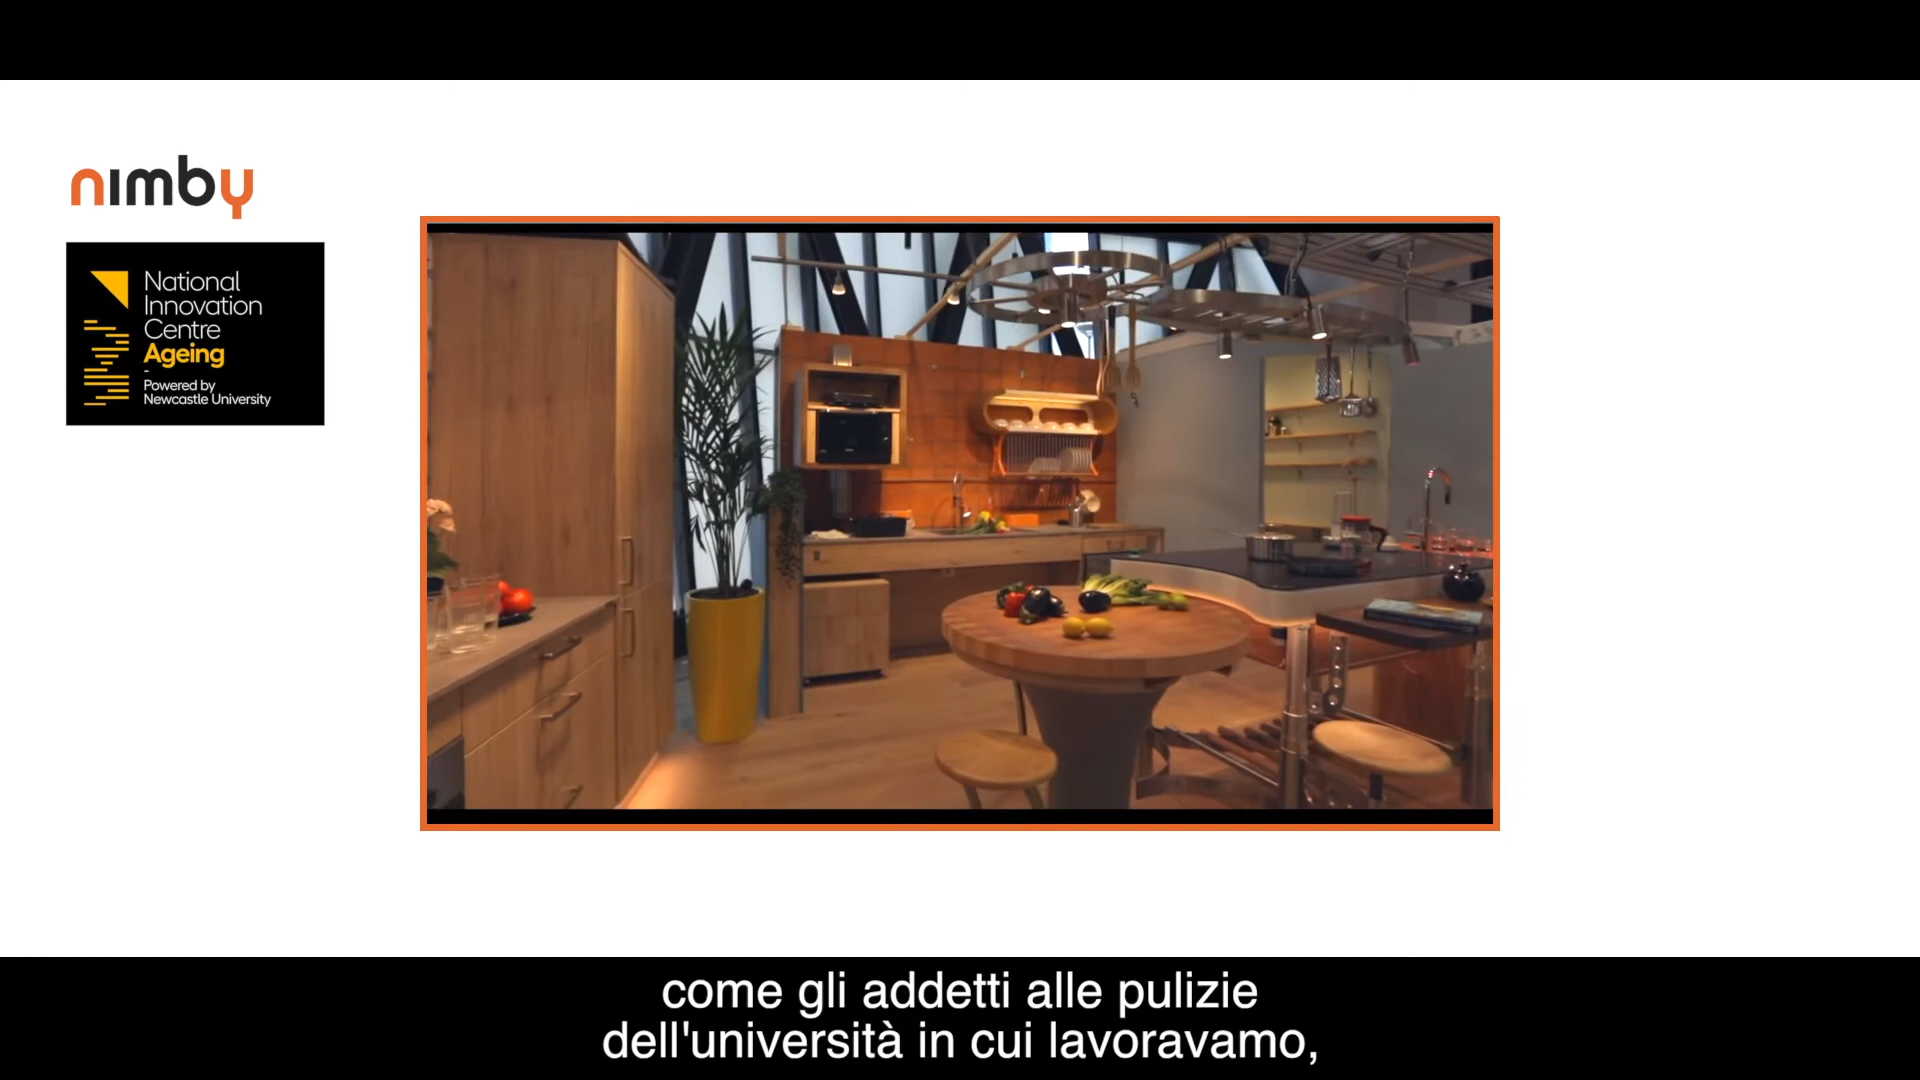 nimby
National
Innovation
Centre
Ageing
Powered by
Newcastle University
come gli addetti alle pulizie
dell'università in cui lavoravamo,